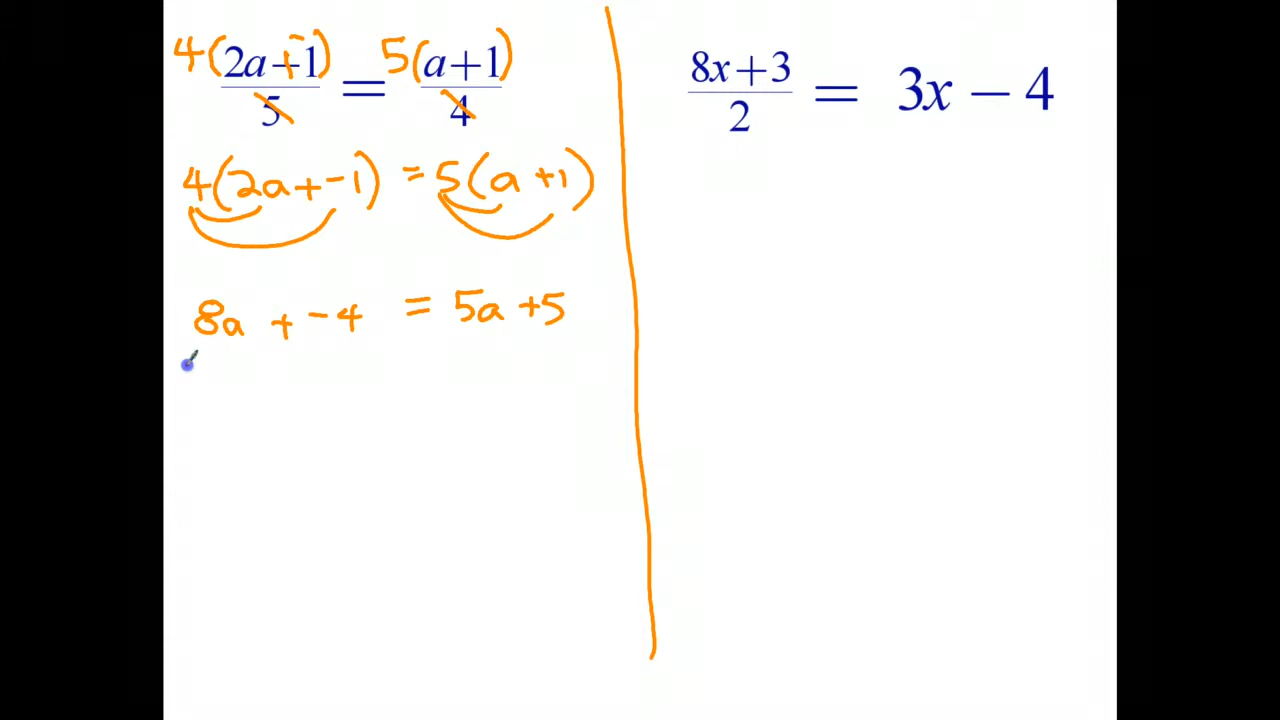 4(2a+-1)/5 = 5(a+1)/4
4(2a+-1) = 5(a+1)
8a + -4 = 5a+5
8x+3/2 = 3x-4